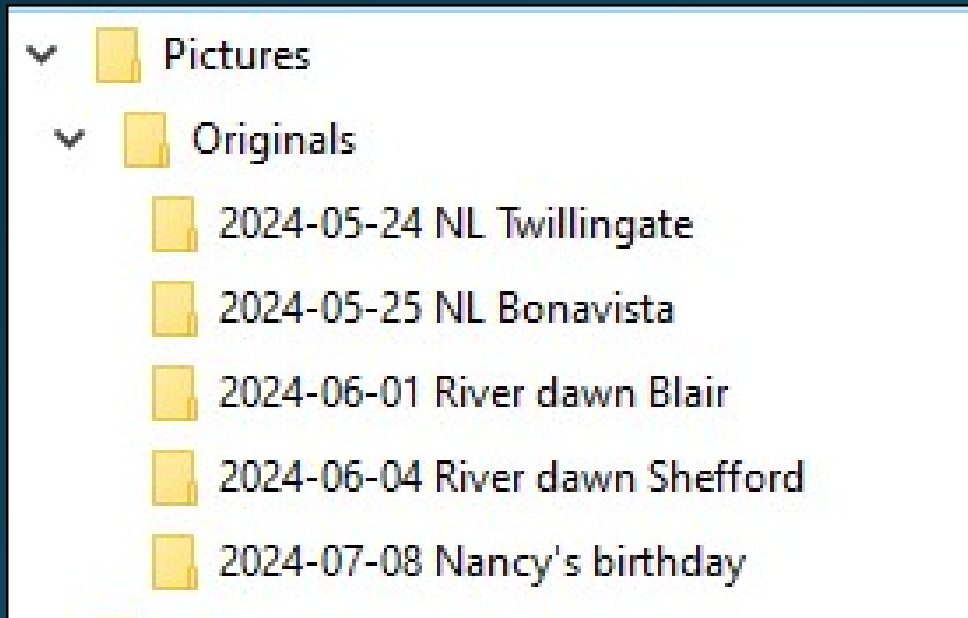 Pictures
Originals
2024-05-24 NL Twillingate
2024-05-25 NL Bonavista
2024-06-01 River dawn Blair
2024-06-04 River dawn Shefford
2024-07-08 Nancy's birthday